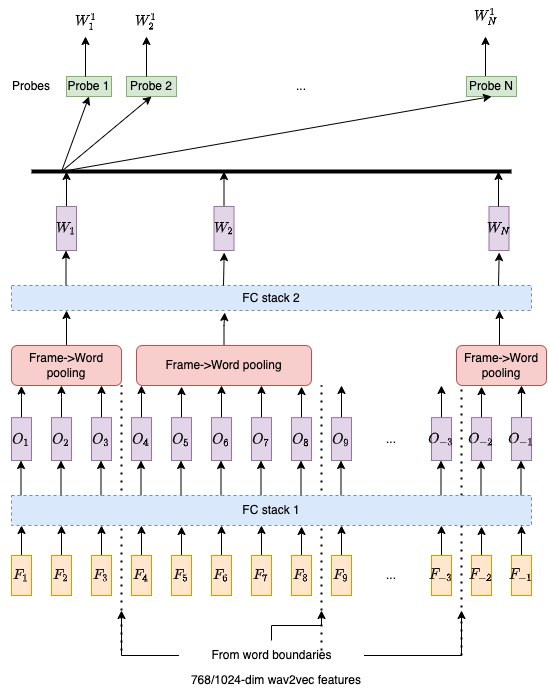 W_1^1 W_2^1 W_N^1
Probes Probe 1 Probe 2 ... Probe N
W_1 W_2 W_N
FC stack 2
Frame->Word pooling Frame->Word pooling Frame->Word pooling
O_1 O_2 O_3 O_4 O_5 O_6 O_7 O_8 O_9 ... O_{-3} O_{-2} O_{-1}
FC stack 1
F_1 F_2 F_3 F_4 F_5 F_6 F_7 F_8 F_9 ... F_{-3} F_{-2} F_{-1}
From word boundaries
768/1024-dim wav2vec features